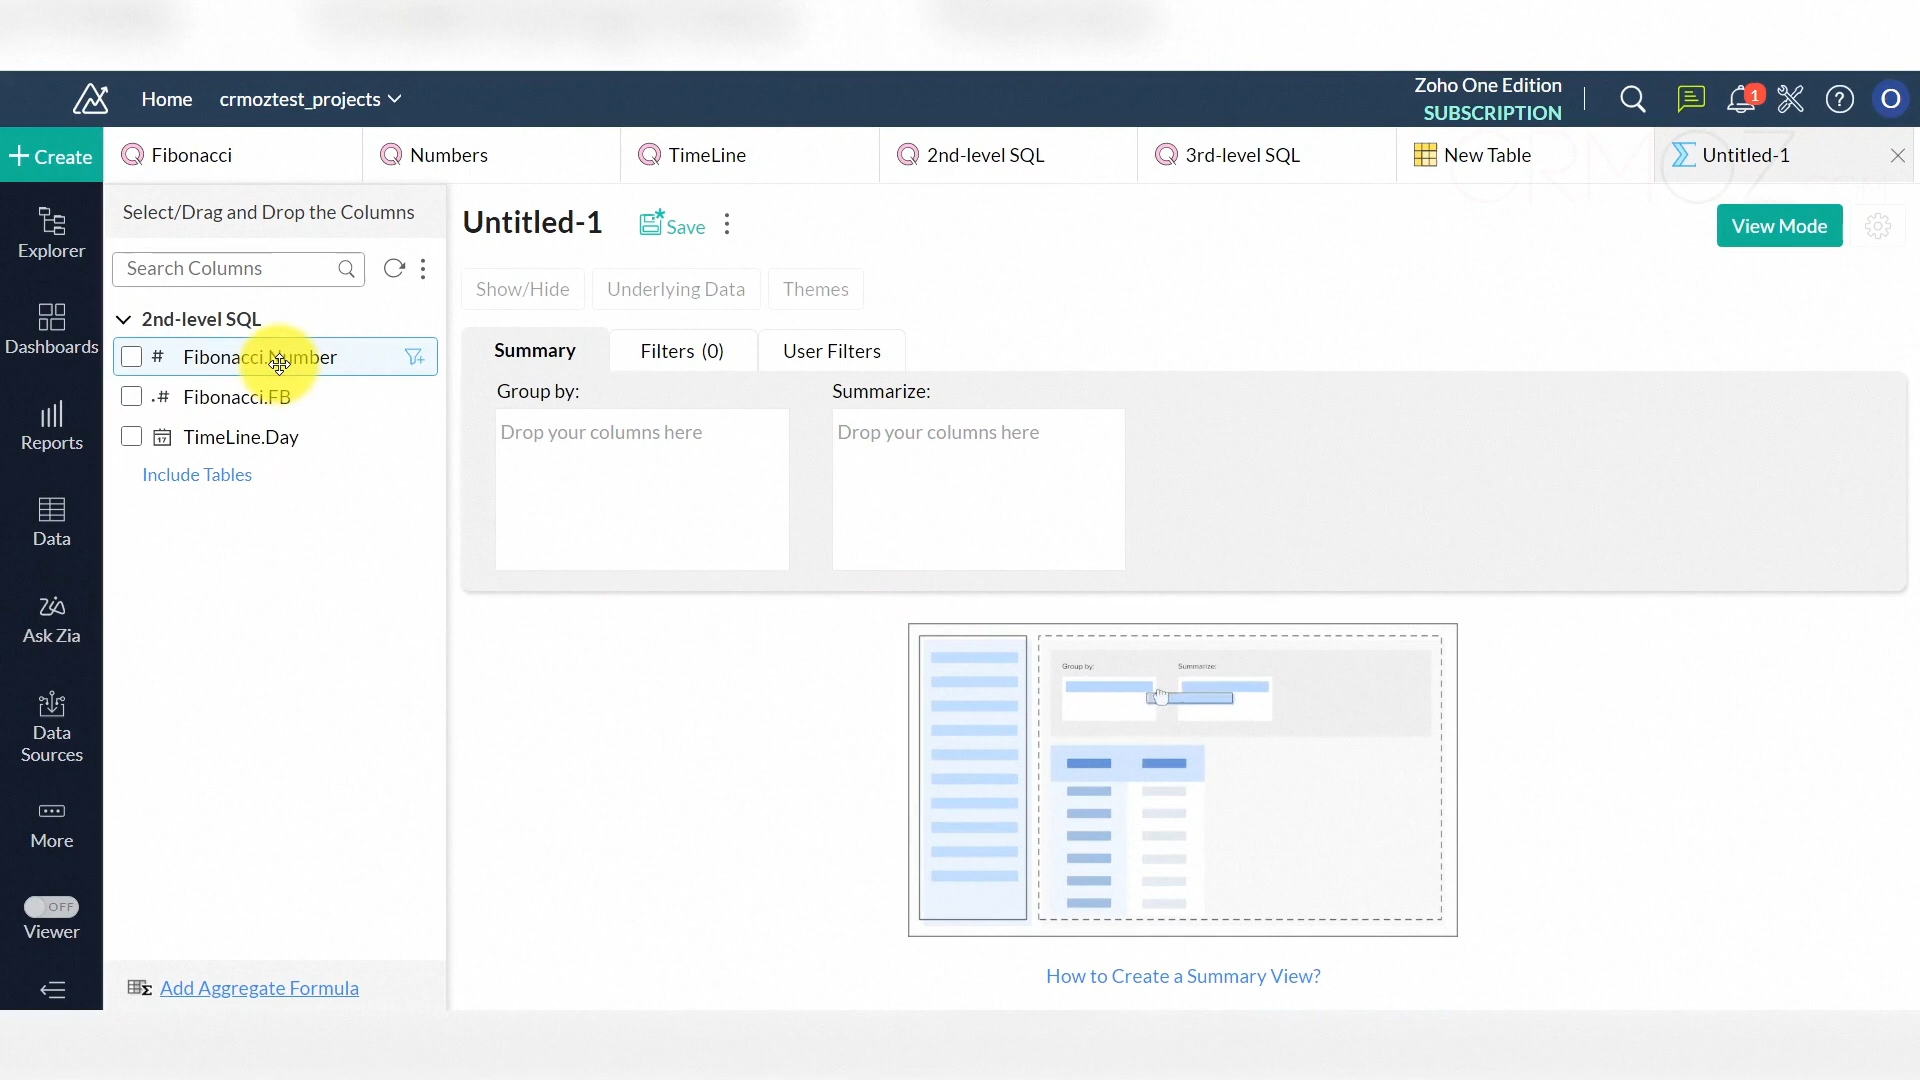 Home
crmoztest_projects
Zoho One Edition
SUBSCRIPTION
1
O
Create
Fibonacci
Numbers
TimeLine
2nd-level SQL
3rd-level SQL
New Table
Untitled-1
Explorer
Dashboards
Reports
Data
Ask Zia
Data
Sources
More
OFF
Viewer
Select/Drag and Drop the Columns
Search Columns
2nd-level SQL
# Fibonacci.Number
.# Fibonacci.FB
17 TimeLine.Day
Include Tables
Add Aggregate Formula
Untitled-1
Save
View Mode
Show/Hide
Underlying Data
Themes
Summary
Filters (0)
User Filters
Group by:
Summarize:
Drop your columns here
Drop your columns here
Group by:
Summarize:
How to Create a Summary View?